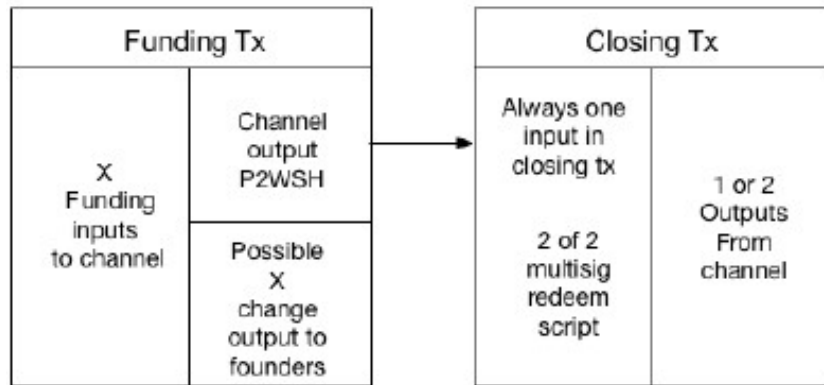 Funding Tx
X
Funding
inputs
to channel
Channel
output
P2WSH
Possible
X
change
output to
founders
Closing Tx
Always one
input in
closing tx
2 of 2
multisig
redeem
script
1 or 2
Outputs
From
channel